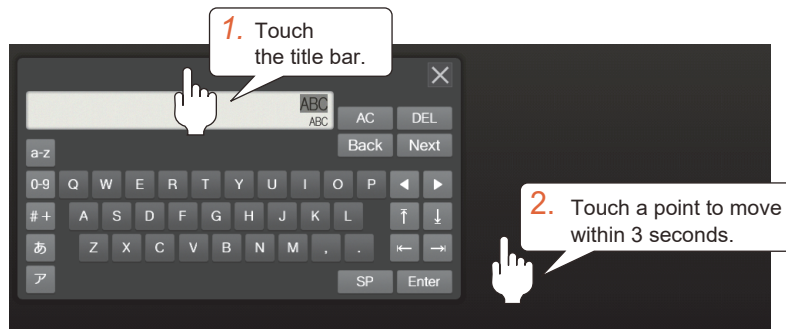 1. Touch
the title bar.
ABC
ABC
AC DEL
Back Next
a-z
0-9 Q W E R T Y U I O P ◀ ▶
#+ A S D F G H J K L ⤒ ⤓
あ Z X C V B N M , . ⇤ ⇥
ア SP Enter
2. Touch a point to move
within 3 seconds.